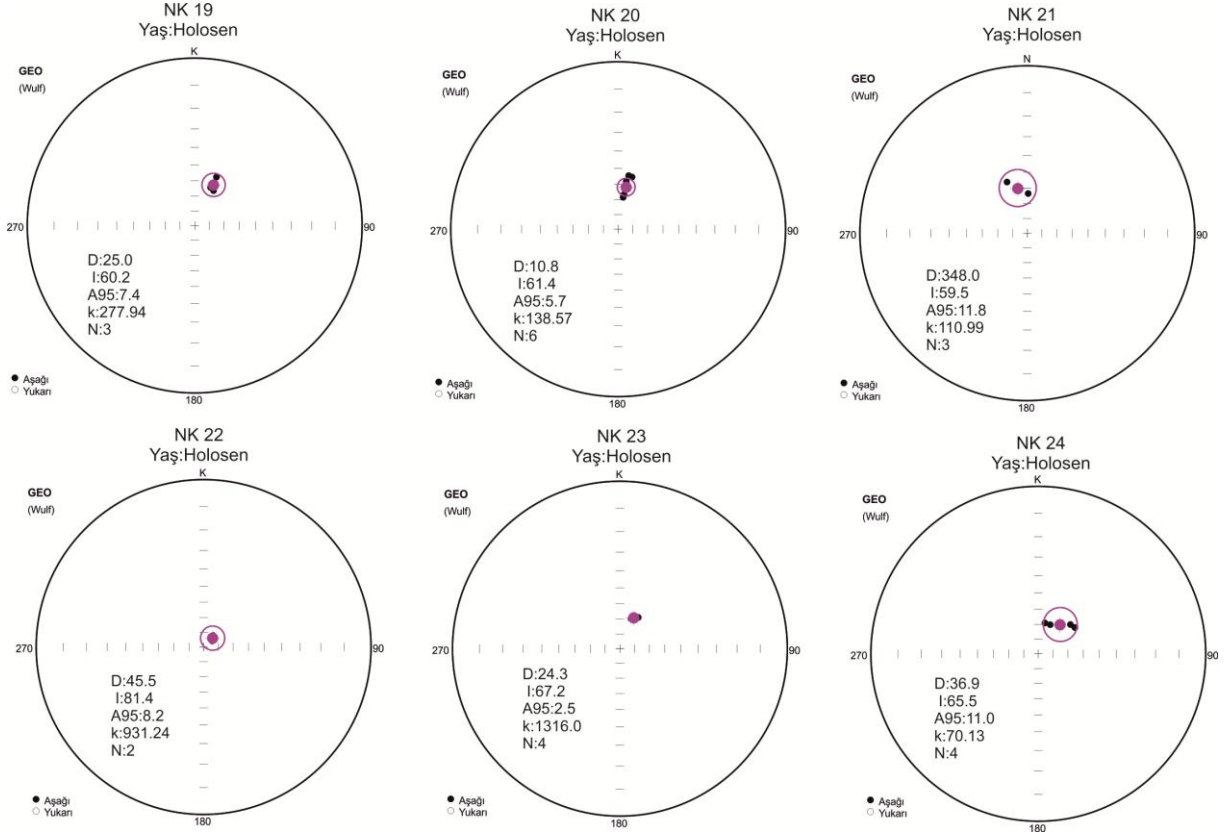 NK 19
Yaş:Holosen
K
GEO
(Wulf)
270
90
D:25.0
I:60.2
A95:7.4
k:277.94
N:3
Aşağı
Yukarı
180
NK 20
Yaş:Holosen
K
GEO
(Wulf)
270
90
D:10.8
I:61.4
A95:5.7
k:138.57
N:6
Aşağı
Yukarı
180
NK 21
Yaş:Holosen
N
GEO
(Wulf)
270
90
D:348.0
I:59.5
A95:11.8
k:110.99
N:3
Aşağı
Yukarı
180
NK 22
Yaş:Holosen
K
GEO
(Wulf)
270
90
D:45.5
I:81.4
A95:8.2
k:931.24
N:2
Aşağı
Yukarı
180
NK 23
Yaş:Holosen
K
GEO
(Wulf)
270
90
D:24.3
I:67.2
A95:2.5
k:1316.0
N:4
Aşağı
Yukarı
180
NK 24
Yaş:Holosen
K
GEO
(Wulf)
270
90
D:36.9
I:65.5
A95:11.0
k:70.13
N:4
Aşağı
Yukarı
180